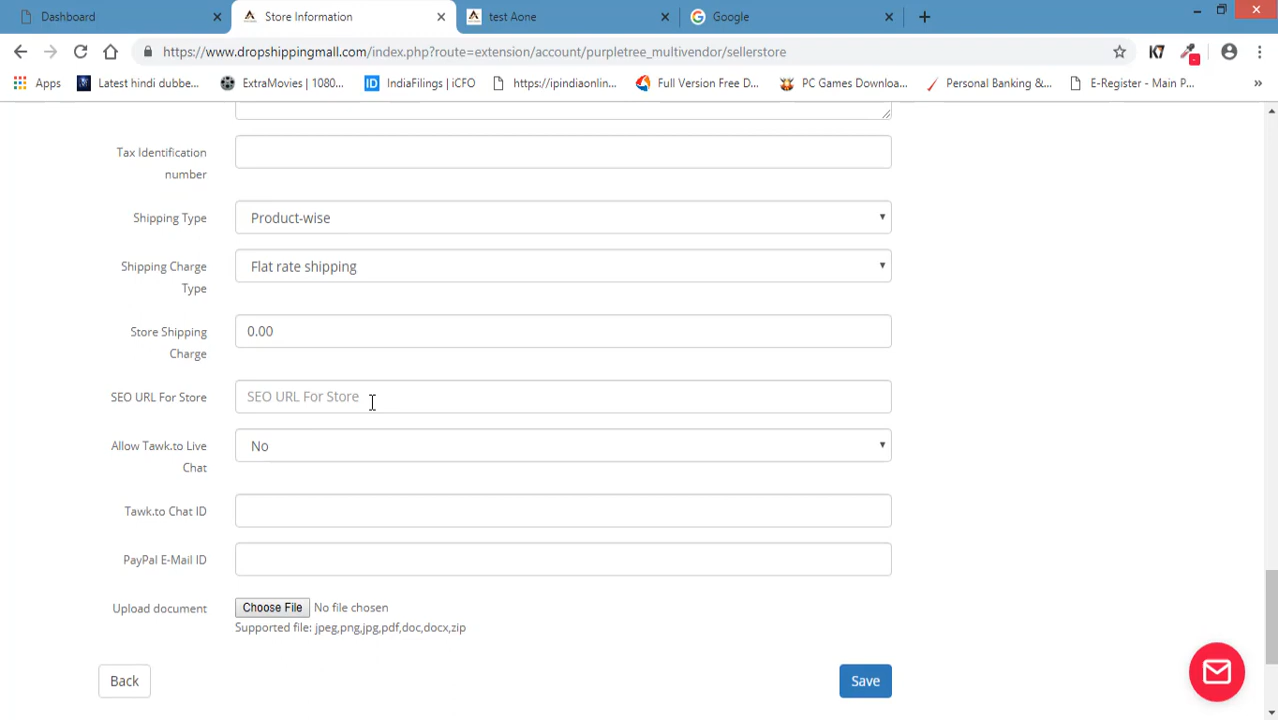 Dashboard
Store Information
test Aone
Google
https://www.dropshippingmall.com/index.php?route=extension/account/purpletree_multivendor/sellerstore
K7
Apps
Latest hindi dubbe...
ExtraMovies | 1080...
ID
IndiaFilings | iCFO
https://ipindiaonlin...
Full Version Free D...
PC Games Downloa...
Personal Banking &...
E-Register - Main P...
Tax Identification
number
Shipping Type
Product-wise
Shipping Charge
Type
Flat rate shipping
Store Shipping
Charge
0.00
SEO URL For Store
SEO URL For Store
Allow Tawk.to Live
Chat
No
Tawk.to Chat ID
PayPal E-Mail ID
Upload document
Choose File No file chosen
Supported file: jpeg,png,jpg,pdf,doc,docx,zip
Back
Save